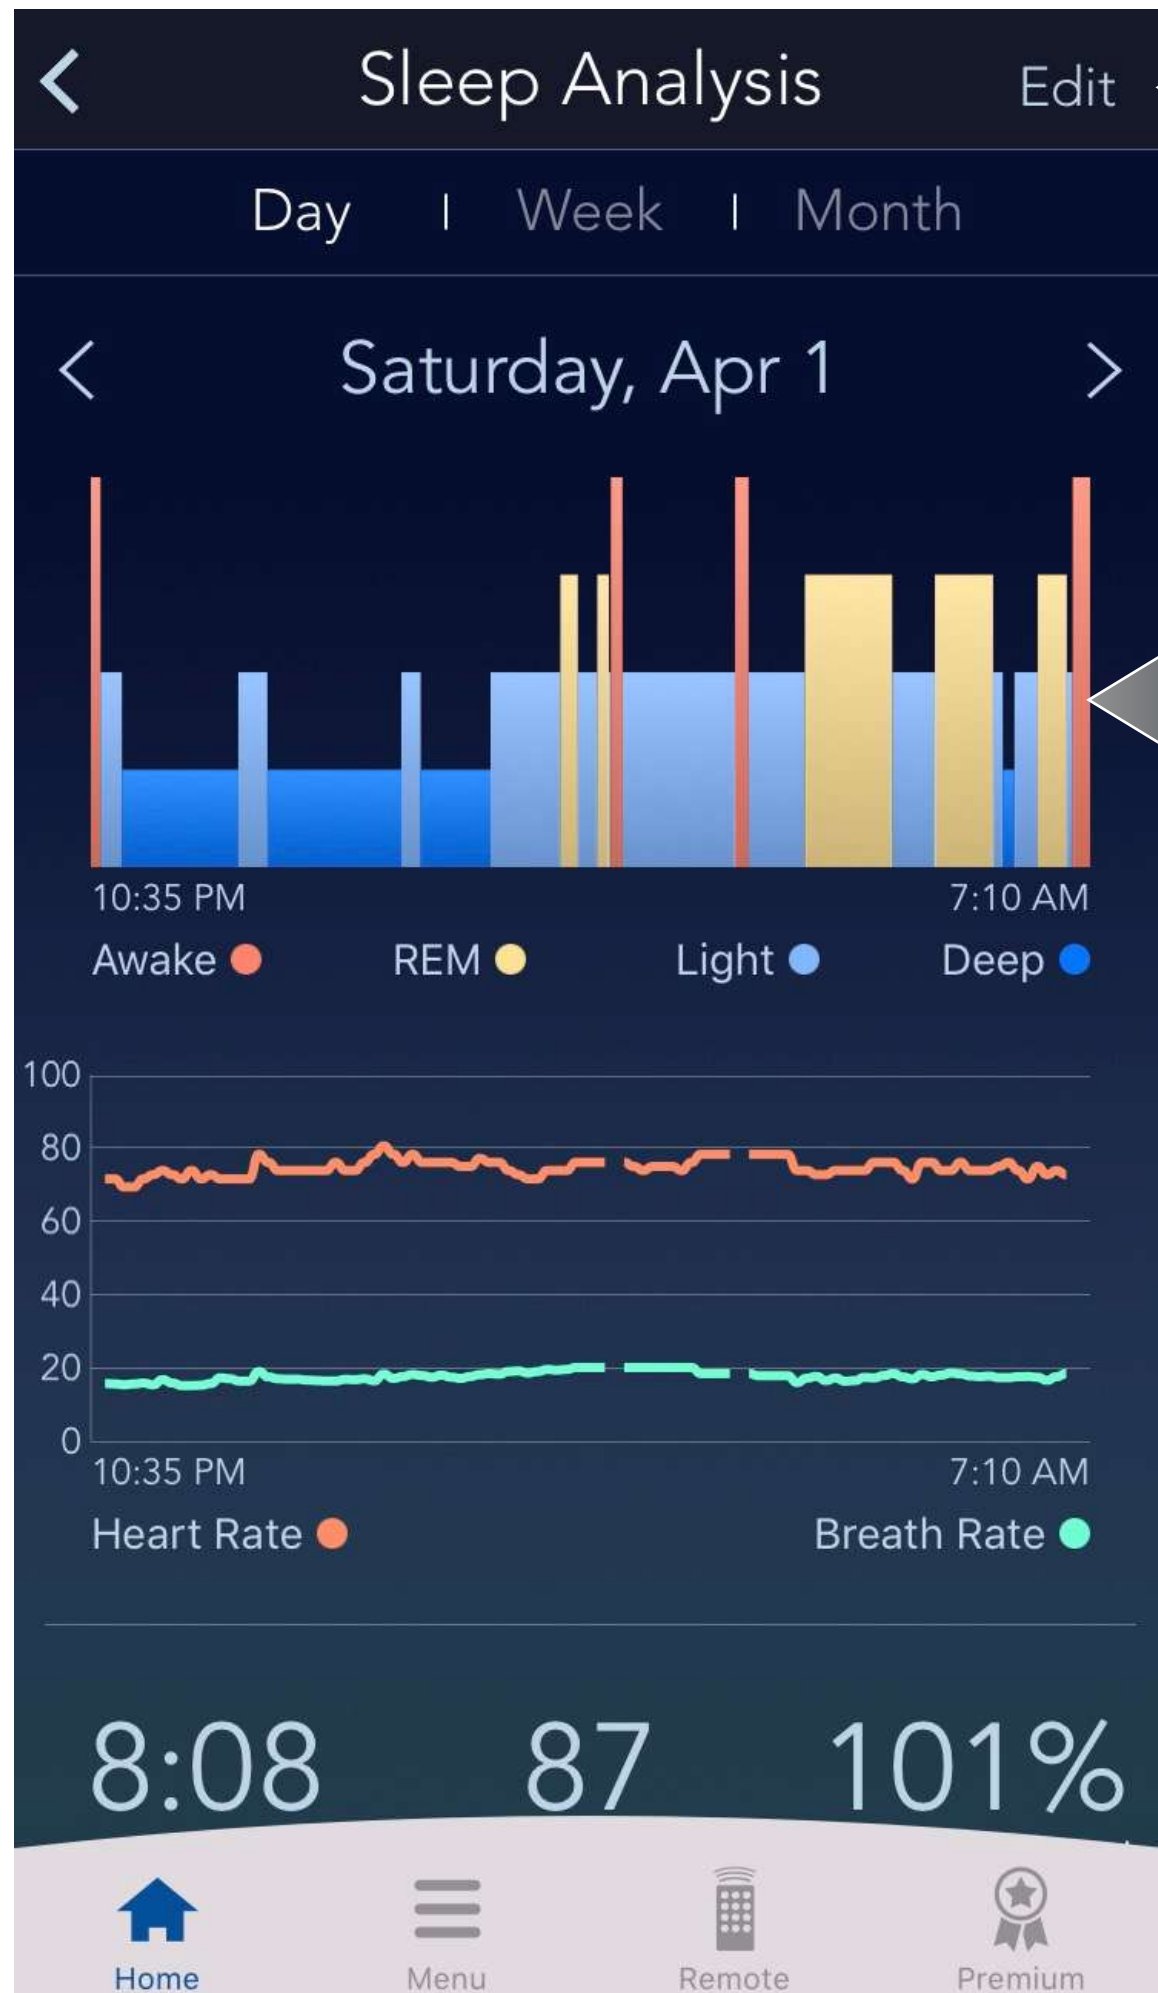 Sleep Analysis Edit
Day | Week | Month
Saturday, Apr 1
10:35 PM 7:10 AM
Awake REM Light Deep
100
80
60
40
20
0
10:35 PM 7:10 AM
Heart Rate Breath Rate
8:08 87 101%
Home Menu Remote Premium